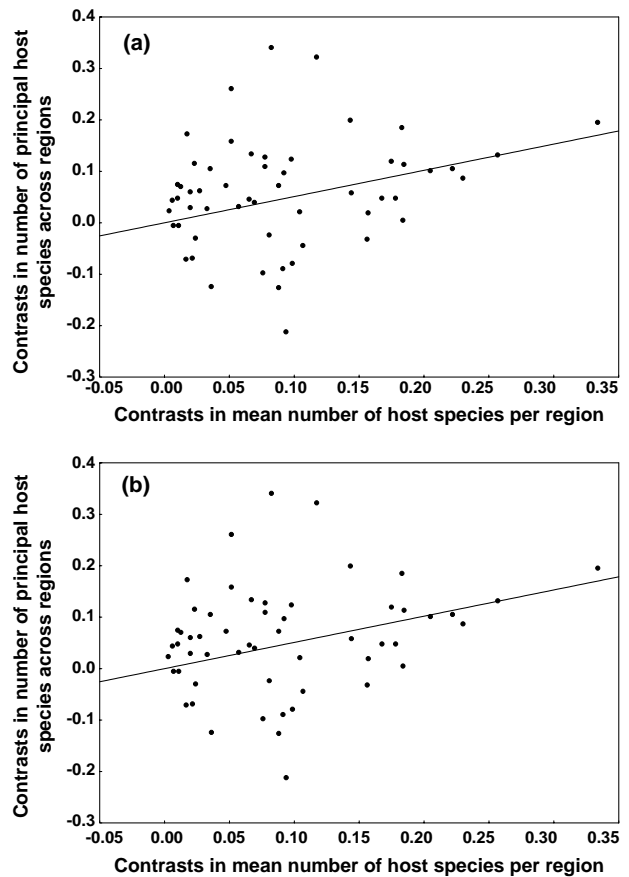 (a)
Contrasts in number of principal host
species across regions
0.4
0.3
0.2
0.1
0.0
-0.1
-0.2
-0.3
-0.05 0.00 0.05 0.10 0.15 0.20 0.25 0.30 0.35
Contrasts in mean number of host species per region
(b)
Contrasts in number of principal host
species across regions
0.4
0.3
0.2
0.1
0.0
-0.1
-0.2
-0.3
-0.05 0.00 0.05 0.10 0.15 0.20 0.25 0.30 0.35
Contrasts in mean number of host species per region